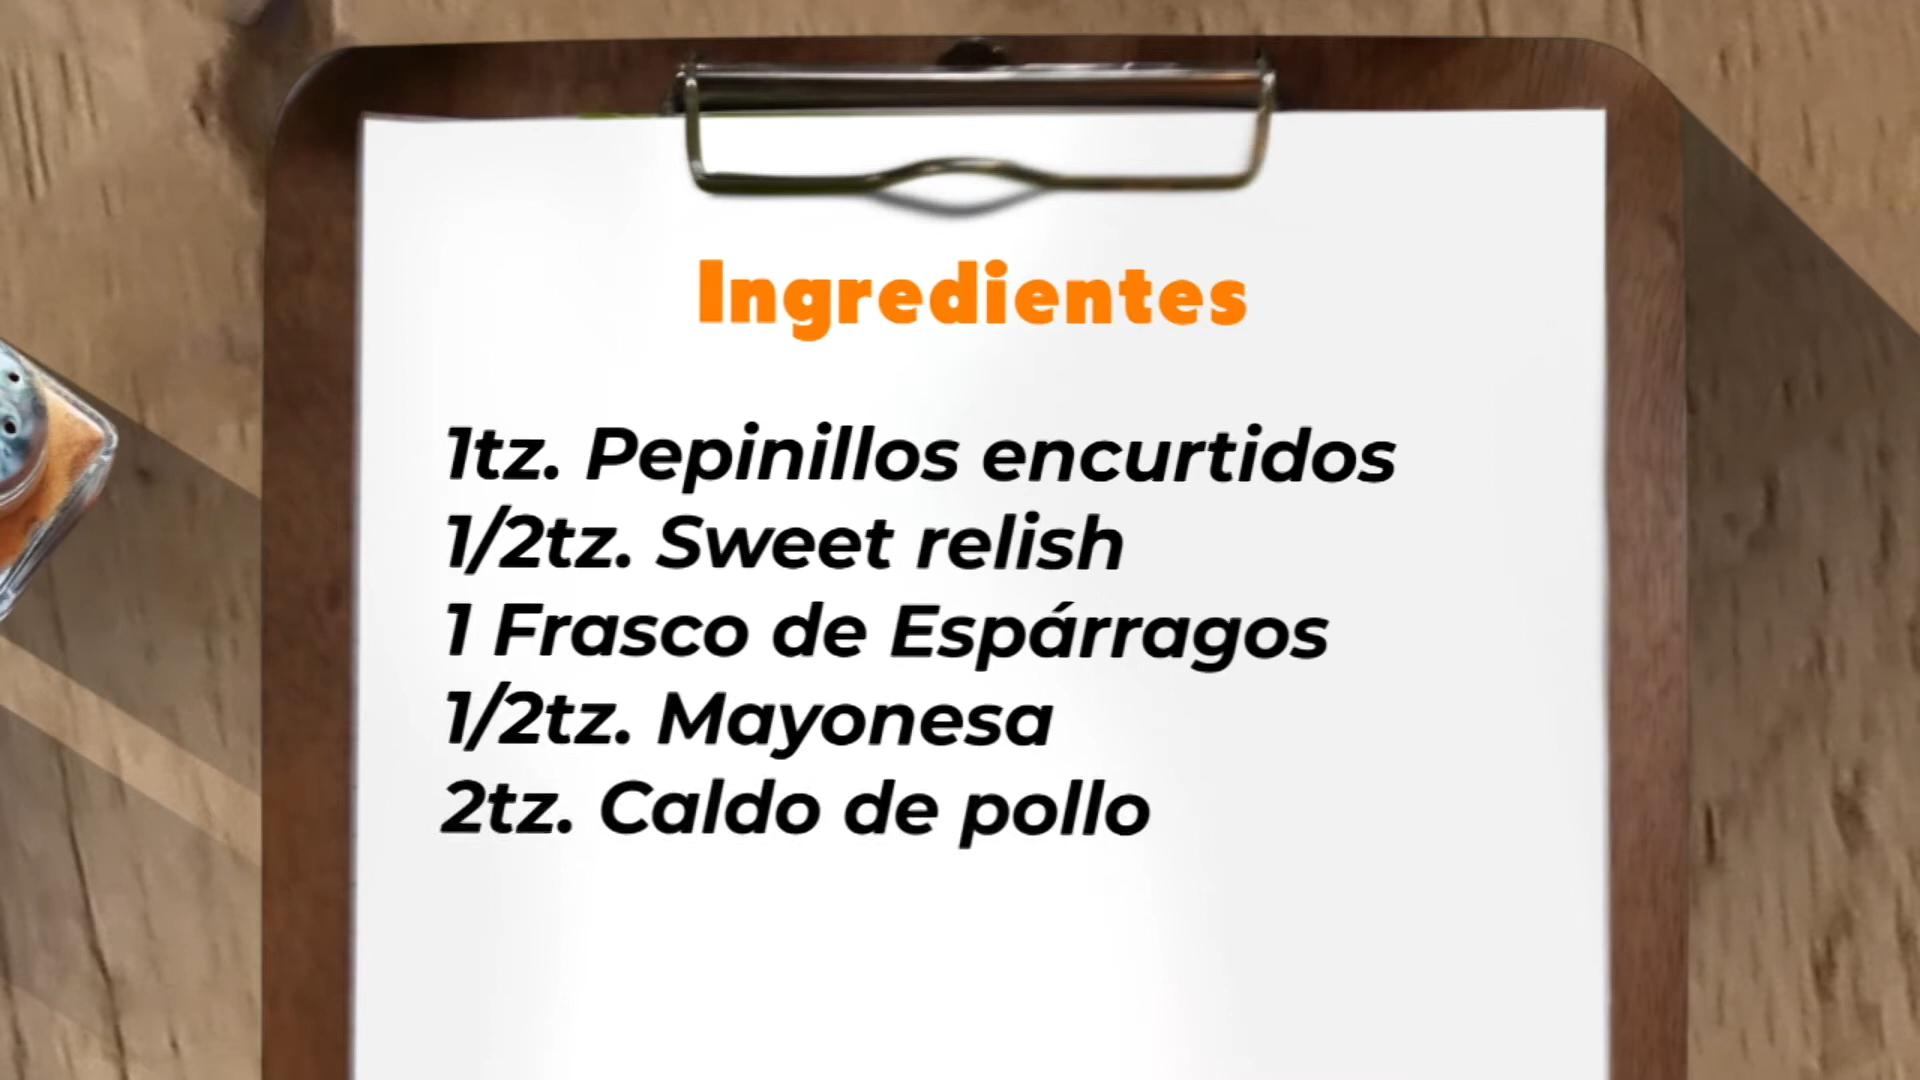 Ingredientes
1tz. Pepinillos encurtidos
1/2tz. Sweet relish
1 Frasco de Espárragos
1/2tz. Mayonesa
2tz. Caldo de pollo